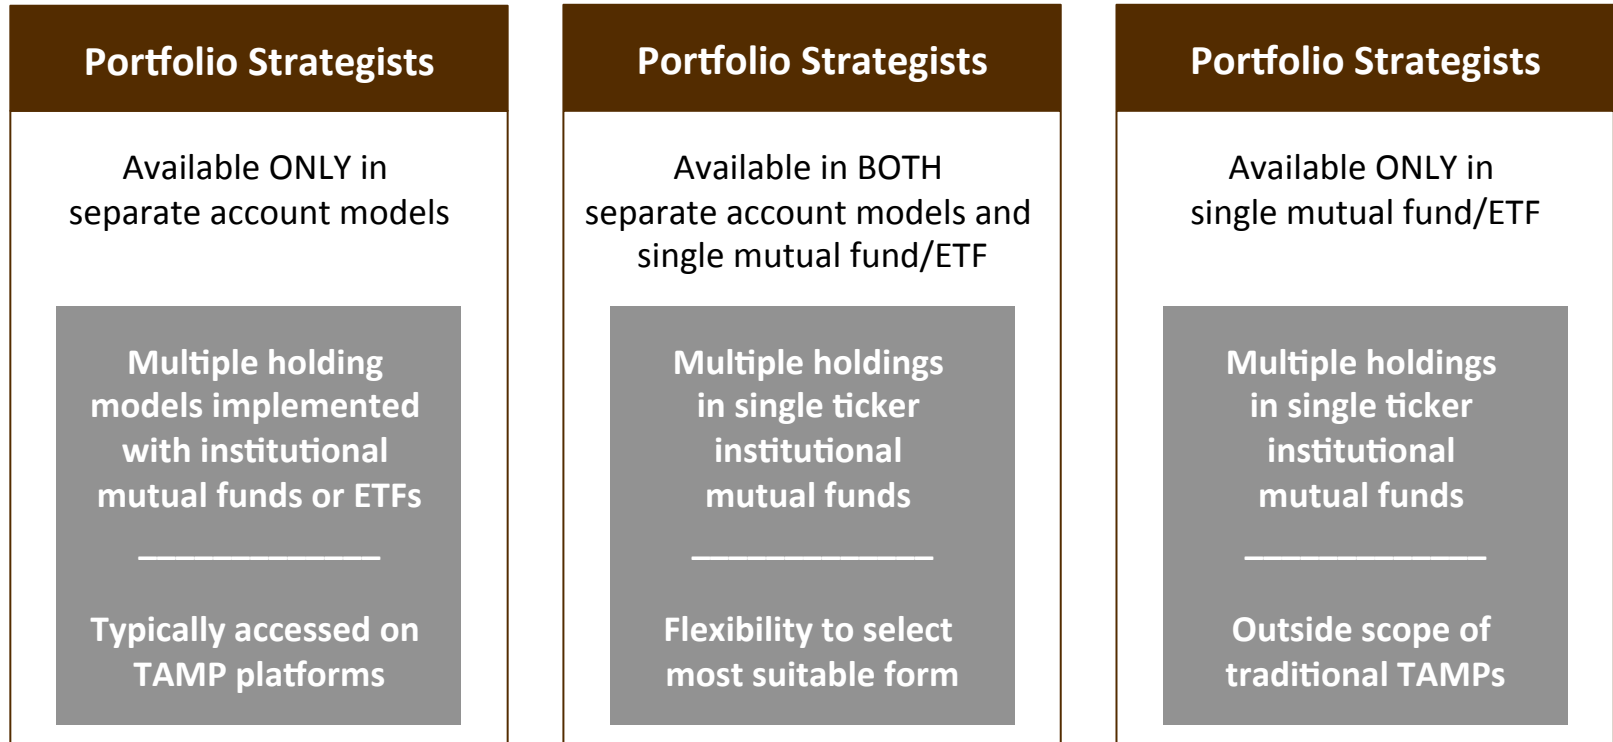 Portfolio Strategists
Available ONLY in
separate account models
Multiple holding
models implemented
with institutional
mutual funds or ETFs
Typically accessed on
TAMP platforms
Portfolio Strategists
Available in BOTH
separate account models and
single mutual fund/ETF
Multiple holdings
in single ticker
institutional
mutual funds
Flexibility to select
most suitable form
Portfolio Strategists
Available ONLY in
single mutual fund/ETF
Multiple holdings
in single ticker
institutional
mutual funds
Outside scope of
traditional TAMPs